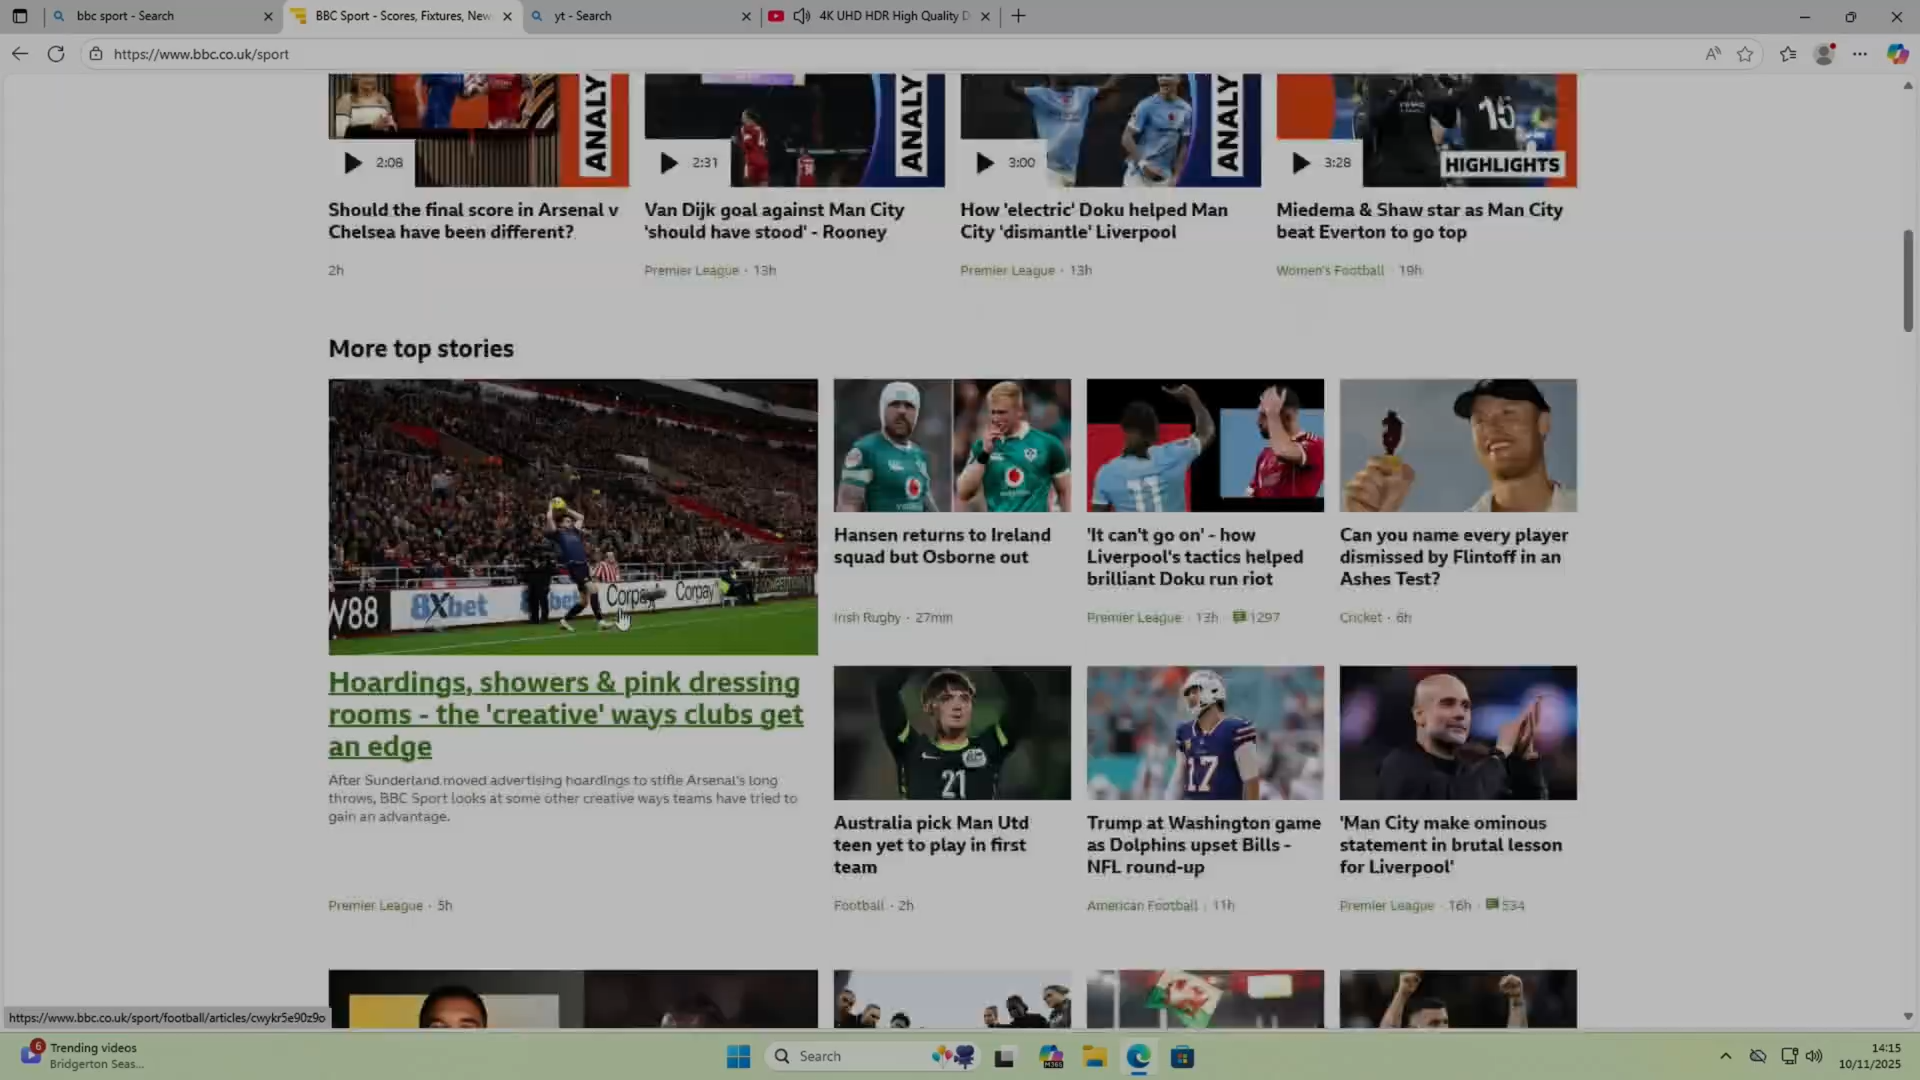 bbc sport - Search
BBC Sport - Scores, Fixtures, New
yt - Search
4K UHD HDR High Quality D
https://www.bbc.co.uk/sport
ANALY
ANALY
ANALY
15
2:08
2:31
3:00
3:28
HIGHLIGHTS
Should the final score in Arsenal v
Chelsea have been different?
2h
Van Dijk goal against Man City
'should have stood' - Rooney
Premier League · 13h
How 'electric' Doku helped Man
City 'dismantle' Liverpool
Premier League · 13h
Miedema & Shaw star as Man City
beat Everton to go top
Women's Football · 19h
More top stories
W88
8Xbet
Corpay
Corpay
Hoardings, showers & pink dressing
rooms - the 'creative' ways clubs get
an edge
After Sunderland moved advertising hoardings to stifle Arsenal's long
throws, BBC Sport looks at some other creative ways teams have tried to
gain an advantage.
Premier League · 5h
Hansen returns to Ireland
squad but Osborne out
Irish Rugby · 27min
11
'It can't go on' - how
Liverpool's tactics helped
brilliant Doku run riot
Premier League · 13h · 1297
Can you name every player
dismissed by Flintoff in an
Ashes Test?
Cricket · 6h
21
Australia pick Man Utd
teen yet to play in first
team
Football · 2h
17
Trump at Washington game
as Dolphins upset Bills -
NFL round-up
American Football · 11h
'Man City make ominous
statement in brutal lesson
for Liverpool'
Premier League · 16h · 534
https://www.bbc.co.uk/sport/football/articles/cwykr5e90z9o
6
Trending videos
Bridgerton Seas...
Search
M365
14:15
10/11/2025